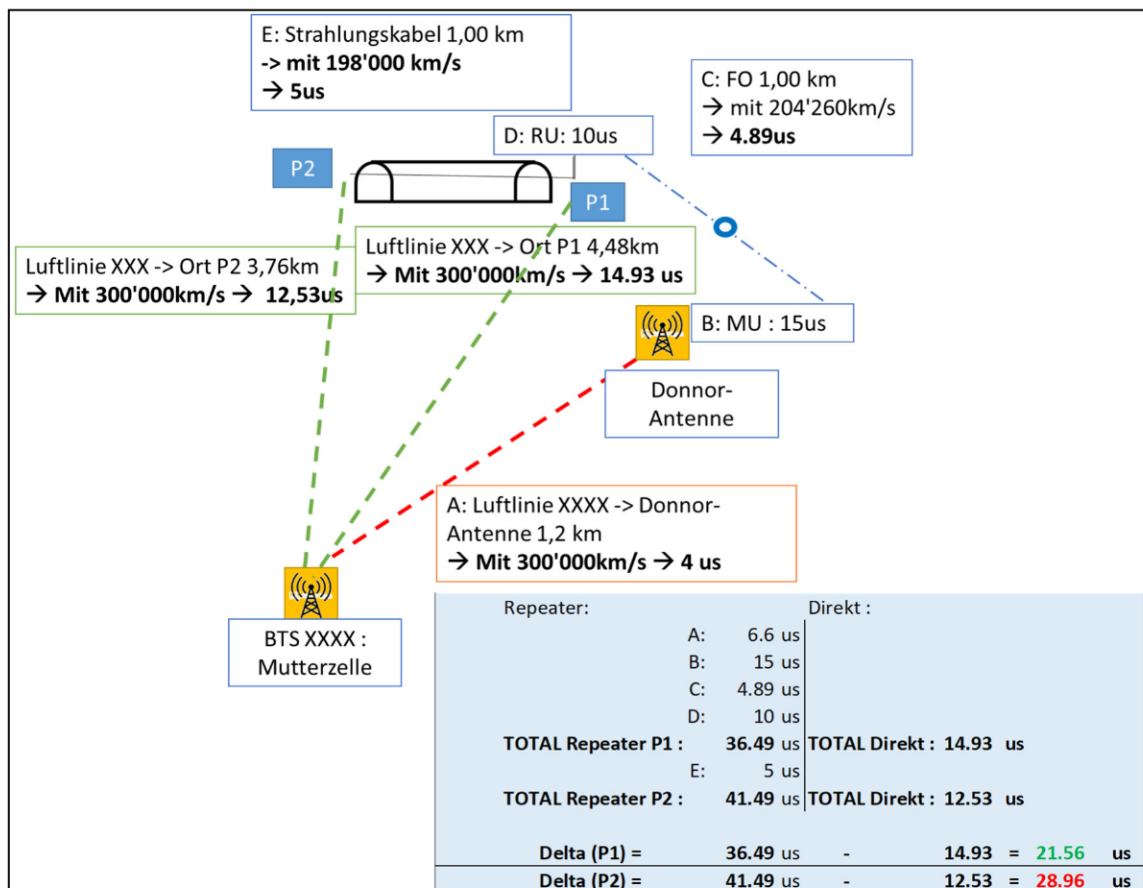 E: Strahlungskabel 1,00 km
-> mit 198'000 km/s
→ 5us
C: FO 1,00 km
→ mit 204'260km/s
→ 4.89us
D: RU: 10us
P2
P1
Luftlinie XXX -> Ort P2 3,76km
→ Mit 300'000km/s → 12,53us
Luftlinie XXX -> Ort P1 4,48km
→ Mit 300'000km/s → 14.93 us
B: MU : 15us
Donnor-
Antenne
A: Luftlinie XXXX -> Donnor-
Antenne 1,2 km
→ Mit 300'000km/s → 4 us
BTS XXXX :
Mutterzelle
Repeater: Direkt :
A: 6.6 us
B: 15 us
C: 4.89 us
D: 10 us
TOTAL Repeater P1 : 36.49 us TOTAL Direkt : 14.93 us
E: 5 us
TOTAL Repeater P2 : 41.49 us TOTAL Direkt : 12.53 us
Delta (P1) = 36.49 us - 14.93 = 21.56 us
Delta (P2) = 41.49 us - 12.53 = 28.96 us